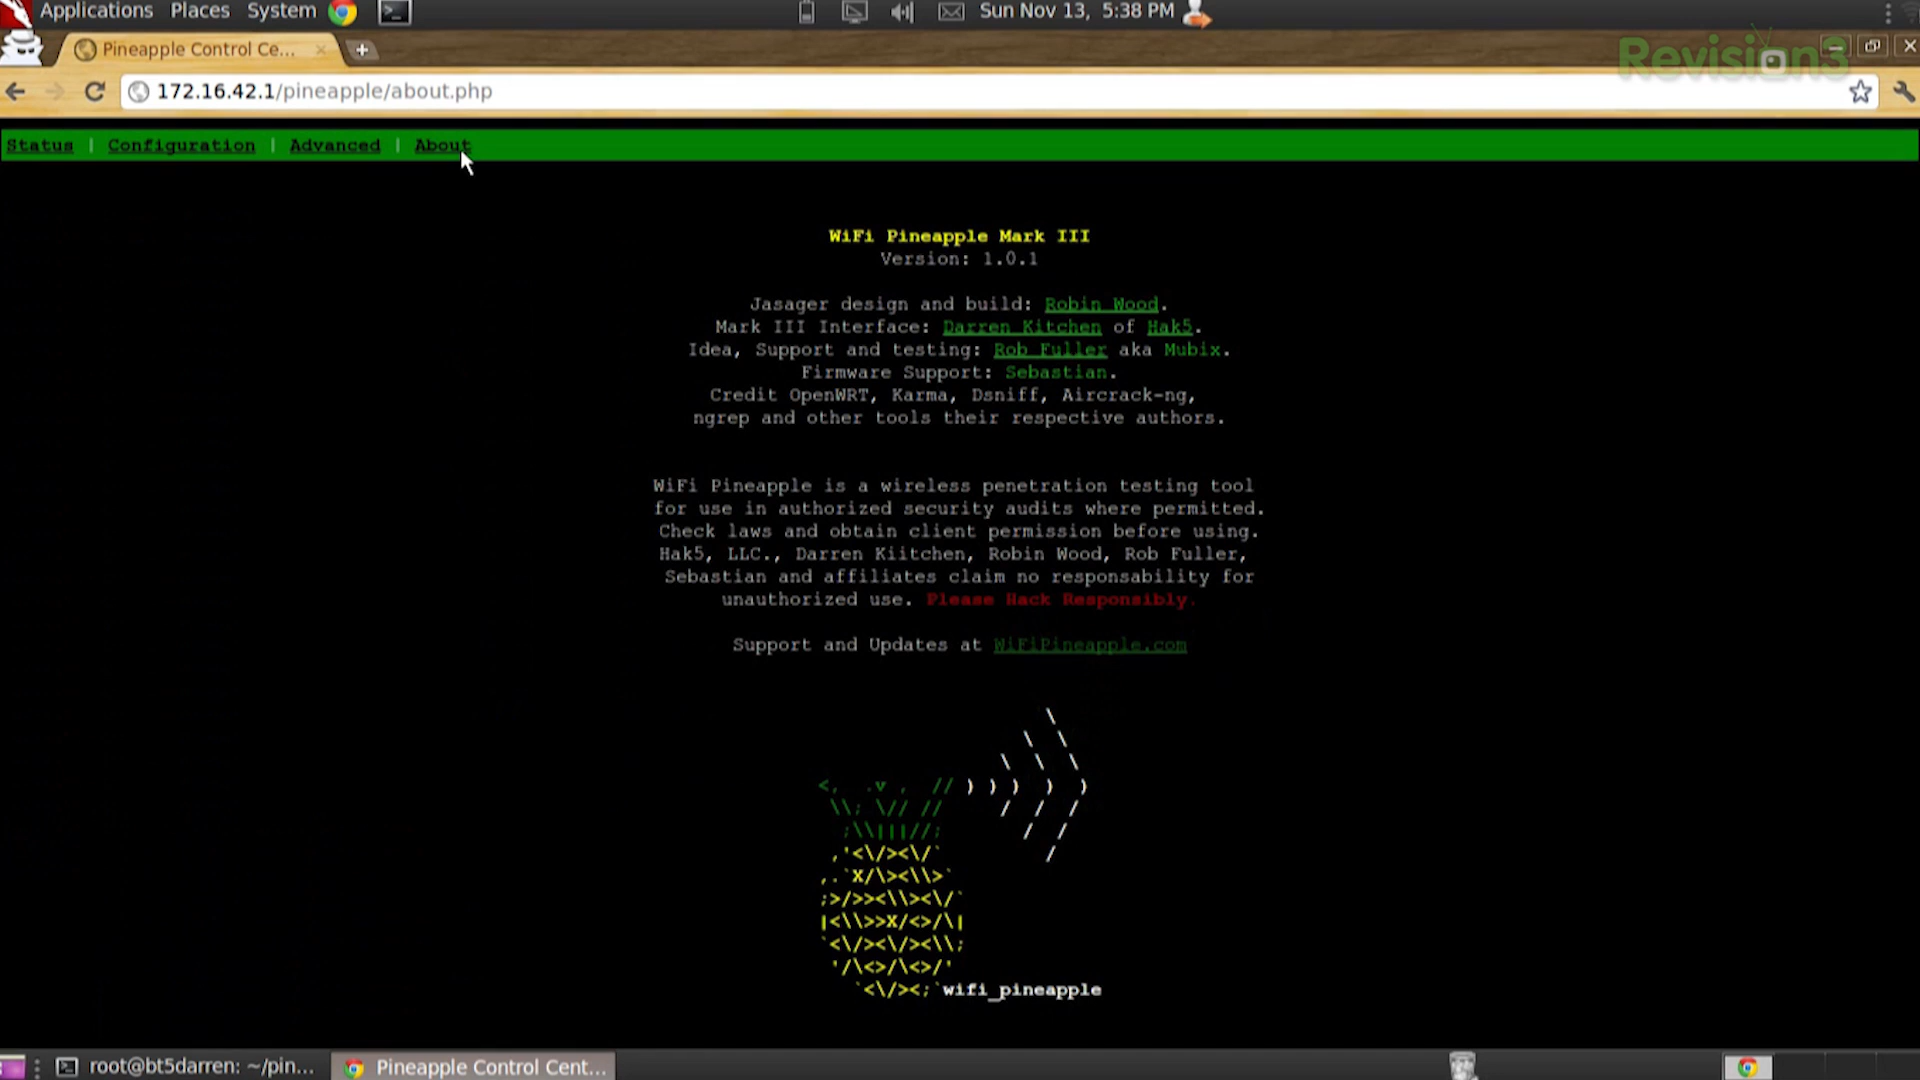 Applications Places System Sun Nov 13, 5:38 PM
Pineapple Control Ce...
Revision3
172.16.42.1/pineapple/about.php
Status | Configuration | Advanced | About
WiFi Pineapple Mark III
Version: 1.0.1
Jasager design and build: Robin Wood.
Mark III Interface: Darren Kitchen of Hak5.
Idea, Support and testing: Rob Fuller aka Mubix.
Firmware Support: Sebastian.
Credit OpenWRT, Karma, Dsniff, Aircrack-ng,
ngrep and other tools their respective authors.
WiFi Pineapple is a wireless penetration testing tool
for use in authorized security audits where permitted.
Check laws and obtain client permission before using.
Hak5, LLC., Darren Kiitchen, Robin Wood, Rob Fuller,
Sebastian and affiliates claim no responsability for
unauthorized use. Please Hack Responsibly.
Support and Updates at WiFiPineapple.com
wifi_pineapple
root@bt5darren: ~/pin... Pineapple Control Cent...